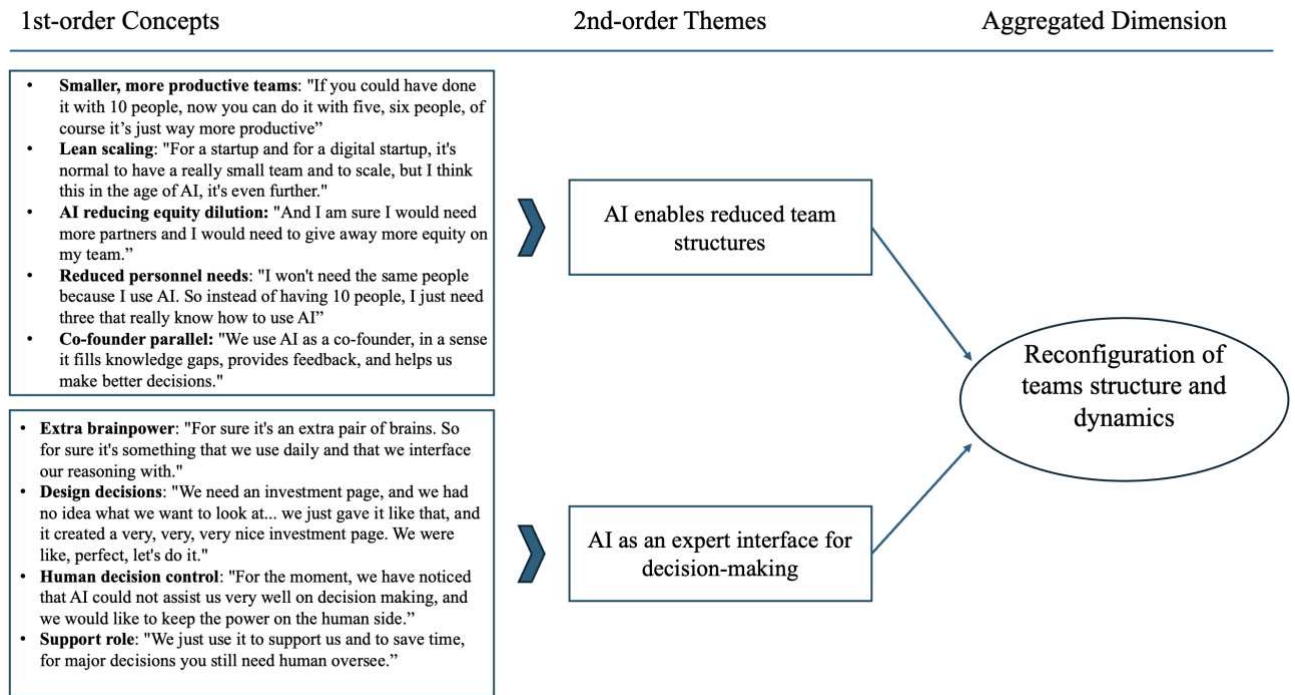 1st-order Concepts
2nd-order Themes
Aggregated Dimension
• Smaller, more productive teams: "If you could have done
it with 10 people, now you can do it with five, six people, of
course it’s just way more productive”
• Lean scaling: "For a startup and for a digital startup, it's
normal to have a really small team and to scale, but I think
this in the age of AI, it's even further."
• AI reducing equity dilution: "And I am sure I would need
more partners and I would need to give away more equity on
my team.”
• Reduced personnel needs: "I won't need the same people
because I use AI. So instead of having 10 people, I just need
three that really know how to use AI”
• Co-founder parallel: "We use AI as a co-founder, in a sense
it fills knowledge gaps, provides feedback, and helps us
make better decisions."
AI enables reduced team
structures
• Extra brainpower: "For sure it's an extra pair of brains. So
for sure it's something that we use daily and that we interface
our reasoning with."
• Design decisions: "We need an investment page, and we had
no idea what we want to look at... we just gave it like that, and
it created a very, very, very nice investment page. We were
like, perfect, let's do it."
• Human decision control: "For the moment, we have noticed
that AI could not assist us very well on decision making, and
we would like to keep the power on the human side.”
• Support role: "We just use it to support us and to save time,
for major decisions you still need human oversee.”
AI as an expert interface for
decision-making
Reconfiguration of
teams structure and
dynamics